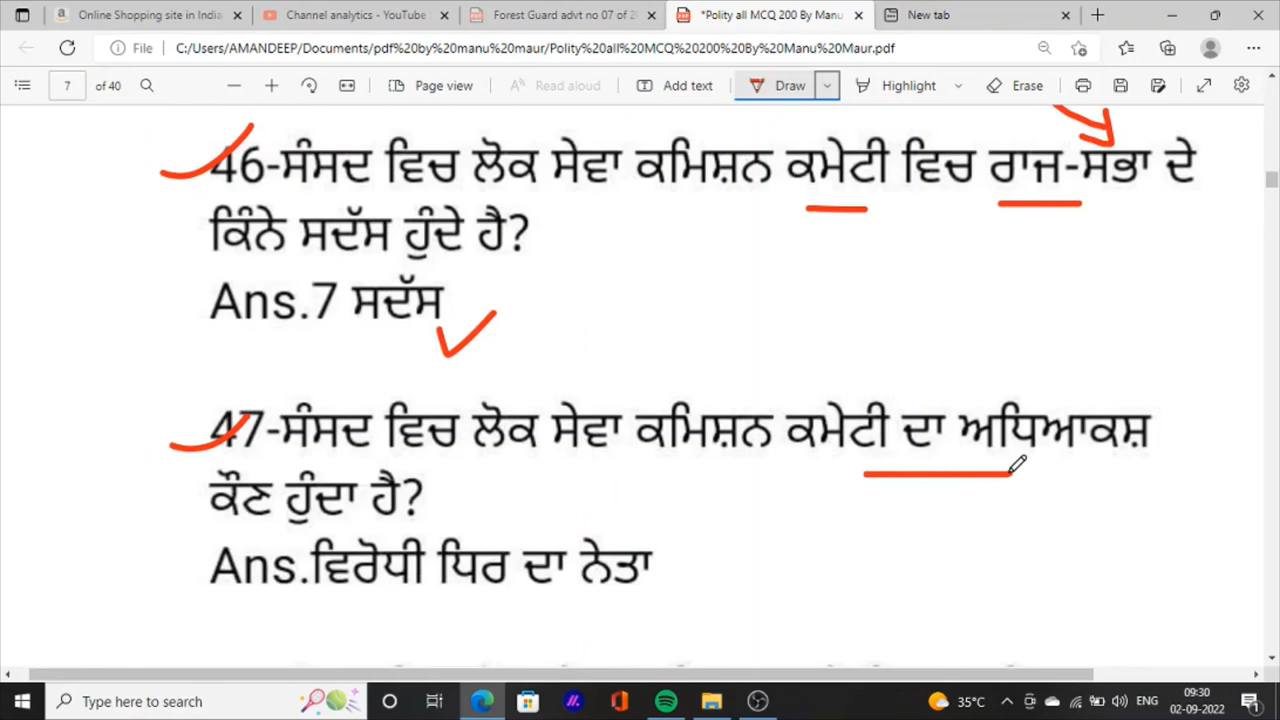 Online Shopping site in India
Channel analytics - YouTube
Forest Guard advt no 07 of 20
*Polity all MCQ 200 By Manu
New tab
File
C:/Users/AMANDEEP/Documents/pdf%20by%20manu%20maur/Polity%20all%20MCQ%20200%20By%20Manu%20Maur.pdf
7 of 40
Page view
Read aloud
Add text
Draw
Highlight
Erase
46-ਸੰਸਦ ਵਿਚ ਲੋਕ ਸੇਵਾ ਕਮਿਸ਼ਨ ਕਮੇਟੀ ਵਿਚ ਰਾਜ-ਸਭਾ ਦੇ
ਕਿੰਨੇ ਸਦੱਸ ਹੁੰਦੇ ਹੈ?
Ans.7 ਸਦੱਸ
47-ਸੰਸਦ ਵਿਚ ਲੋਕ ਸੇਵਾ ਕਮਿਸ਼ਨ ਕਮੇਟੀ ਦਾ ਅਧਿਆਕਸ਼
ਕੌਣ ਹੁੰਦਾ ਹੈ?
Ans.ਵਿਰੋਧੀ ਧਿਰ ਦਾ ਨੇਤਾ
Type here to search
35°C
ENG
09:30
02-09-2022